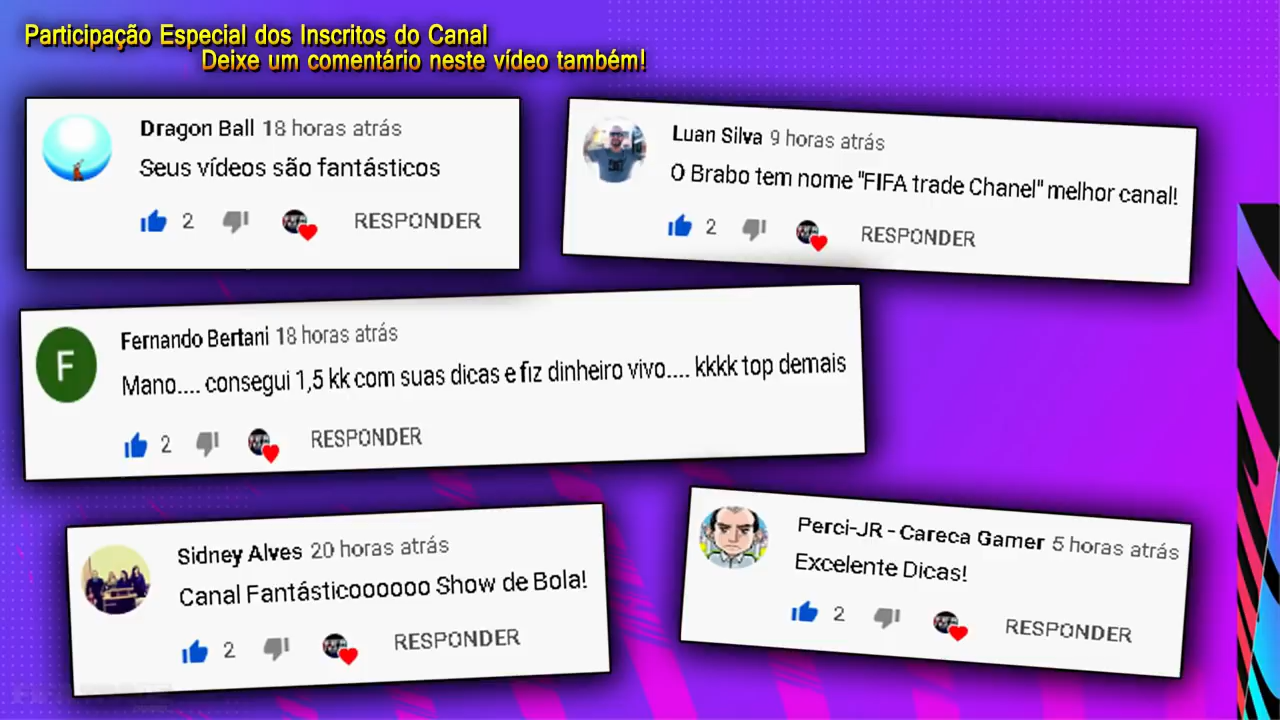 Participação Especial dos Inscritos do Canal
Deixe um comentário neste vídeo também!
Dragon Ball 18 horas atrás
Seus vídeos são fantásticos
2 RESPONDER
Luan Silva 9 horas atrás
O Brabo tem nome "FIFA trade Chanel" melhor canal!
2 RESPONDER
F
Fernando Bertani 18 horas atrás
Mano.... consegui 1,5 kk com suas dicas e fiz dinheiro vivo.... kkkk top demais
2 RESPONDER
Sidney Alves 20 horas atrás
Canal Fantásticoooooo Show de Bola!
2 RESPONDER
Perci-JR - Careca Gamer 5 horas atrás
Excelente Dicas!
2 RESPONDER